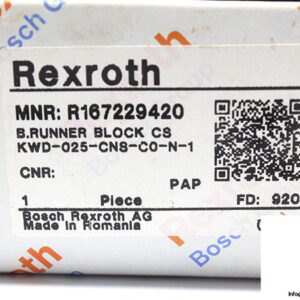 Rexroth
MNR: R167229420
B.RUNNER BLOCK CS
KWD-025-CNS-C0-N-1
CNR:
PAP
1 Piece FD: 920
Bosch Rexroth AG
Made in Romania